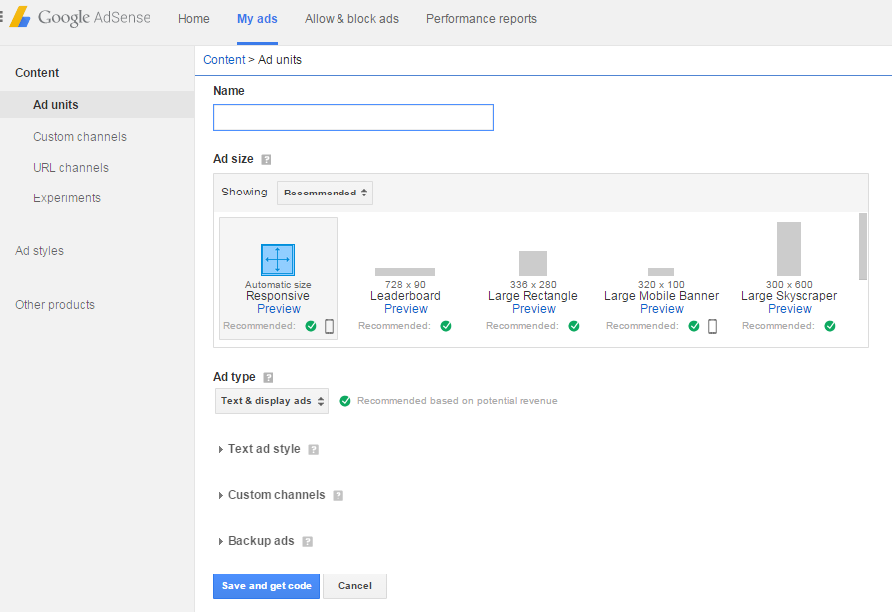 Google AdSense Home My ads Allow & block ads Performance reports
Content
Ad units
Custom channels
URL channels
Experiments
Ad styles
Other products
Content > Ad units
Name
Ad size ?
Showing Recommended
Automatic size
Responsive
Preview
Recommended:
728 x 90
Leaderboard
Preview
Recommended:
336 x 280
Large Rectangle
Preview
Recommended:
320 x 100
Large Mobile Banner
Preview
Recommended:
300 x 600
Large Skyscraper
Preview
Recommended:
Ad type ?
Text & display ads Recommended based on potential revenue
Text ad style ?
Custom channels ?
Backup ads ?
Save and get code Cancel